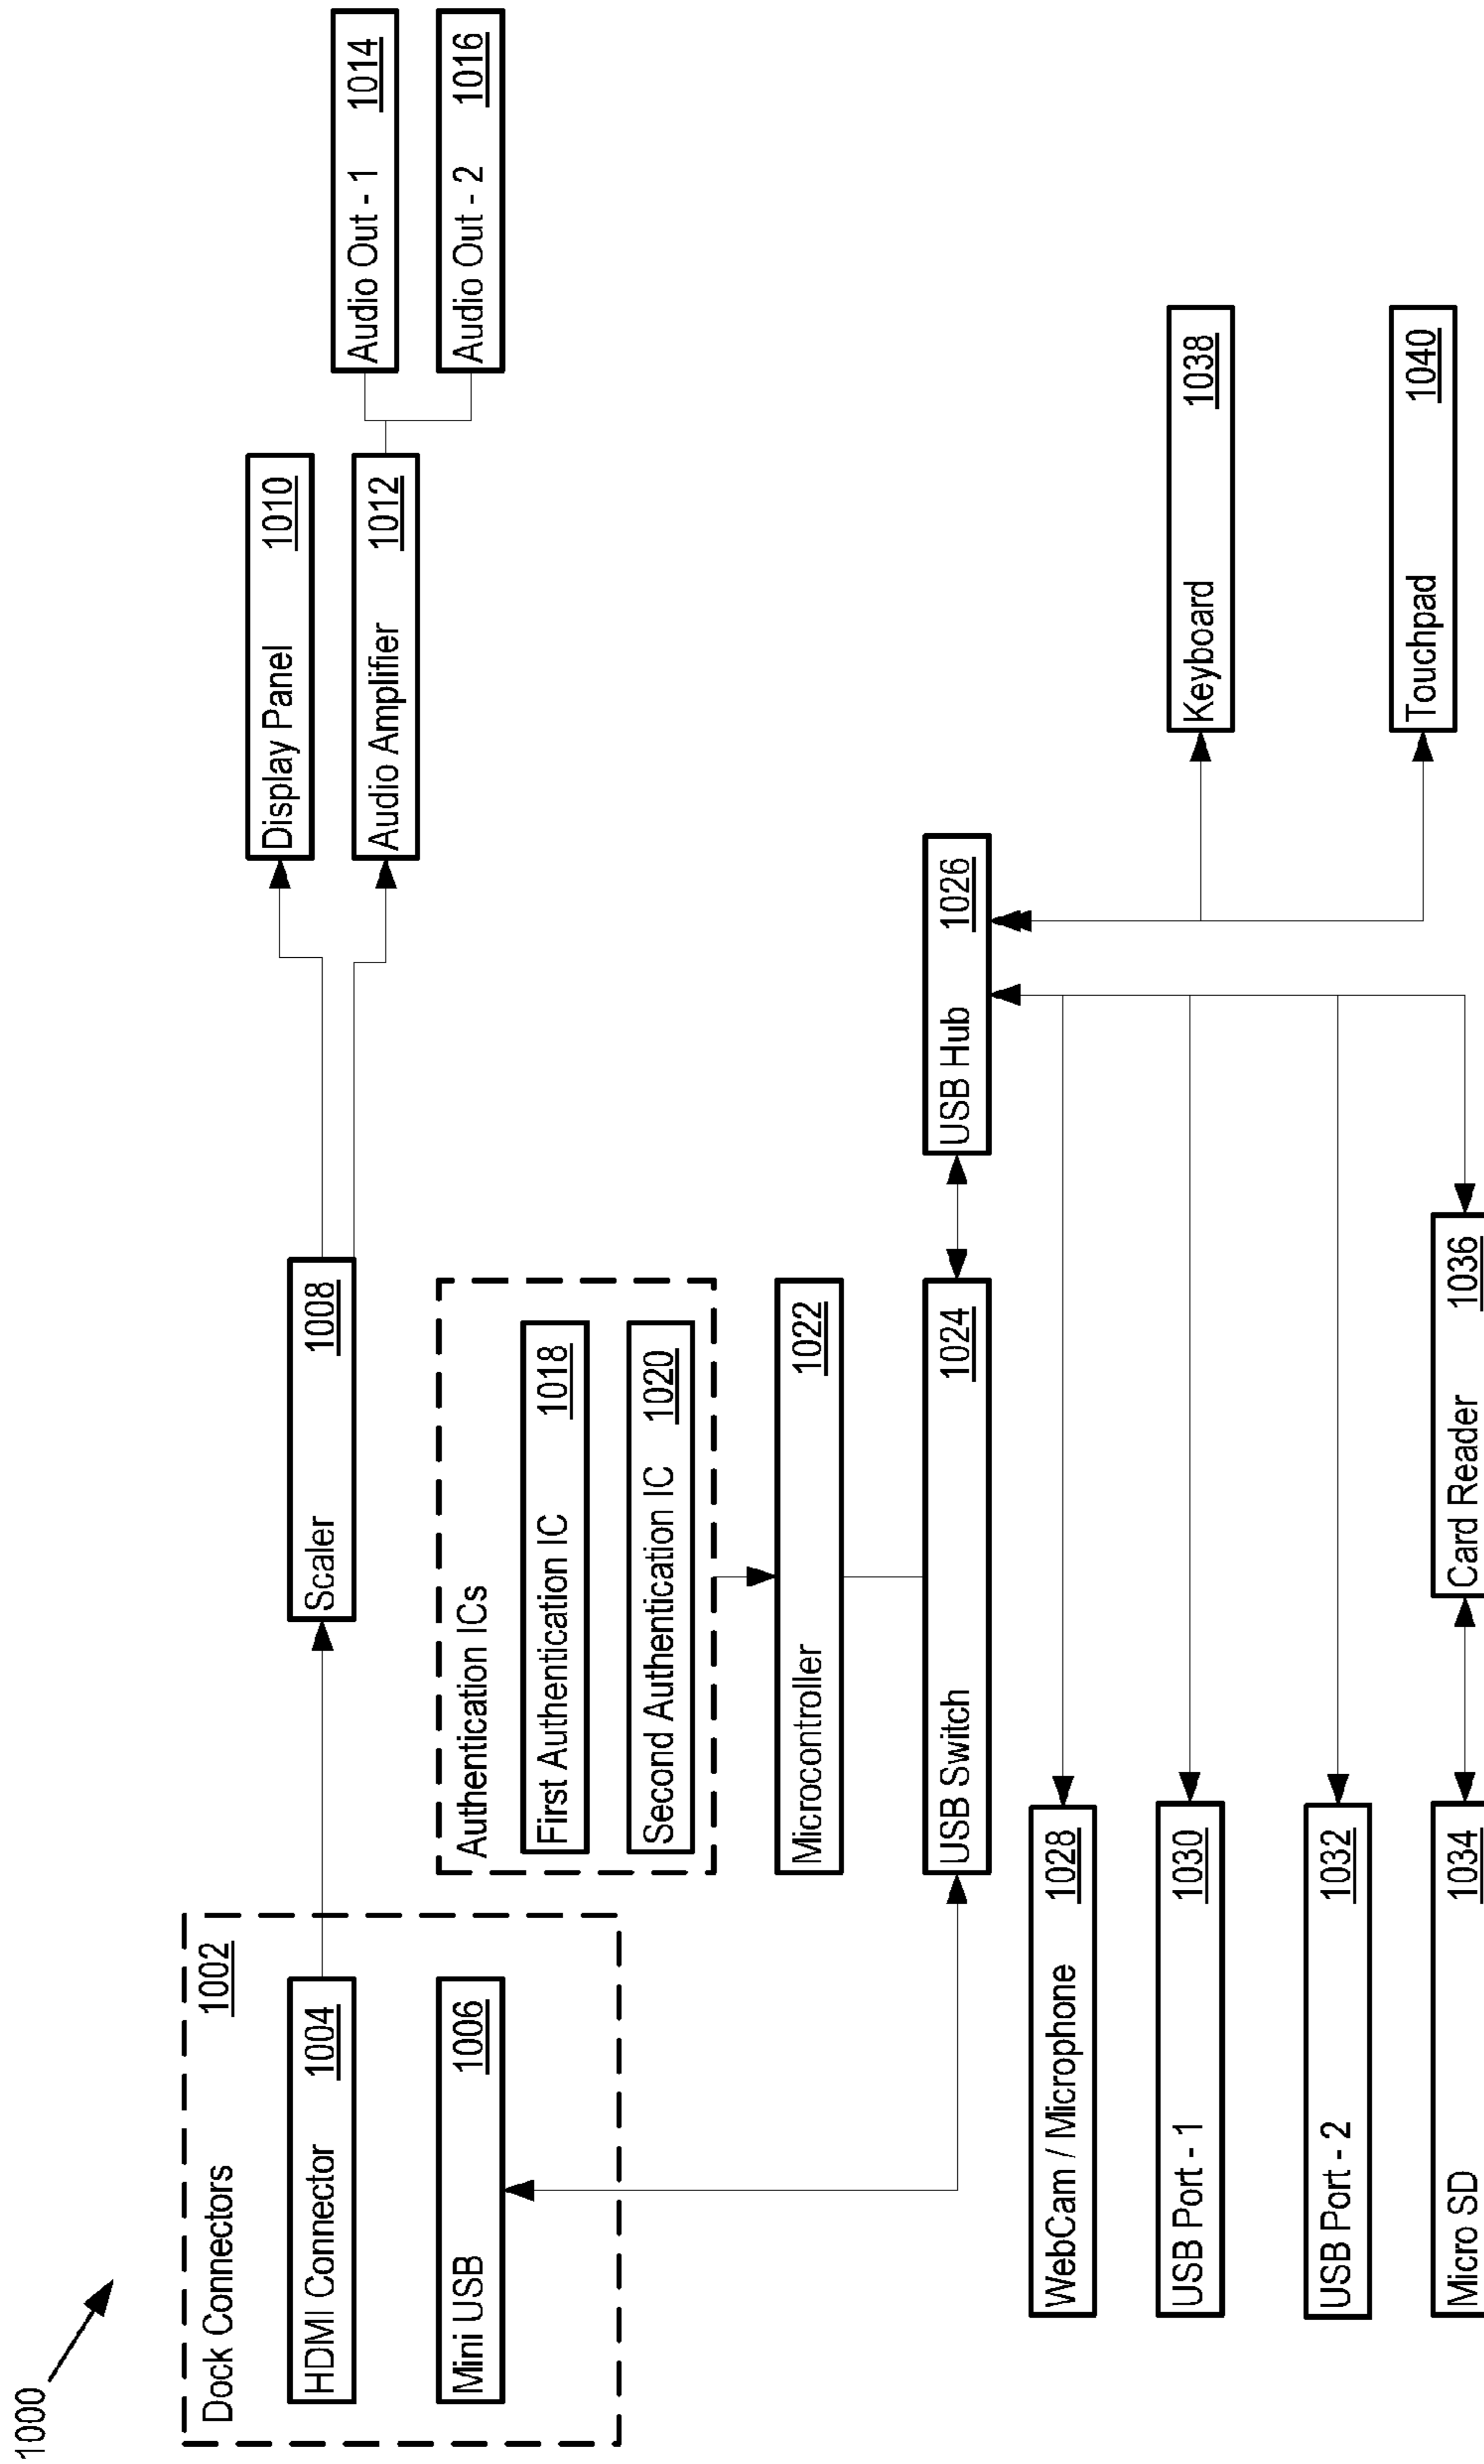 1000
Dock Connectors 1002
HDMI Connector 1004
Mini USB 1006
Scaler 1008
Display Panel 1010
Audio Amplifier 1012
Audio Out - 1 1014
Audio Out - 2 1016
Authentication ICs
First Authentication IC 1018
Second Authentication IC 1020
Microcontroller 1022
USB Switch 1024
USB Hub 1026
WebCam / Microphone 1028
USB Port - 1 1030
USB Port - 2 1032
Micro SD 1034
Card Reader 1036
Keyboard 1038
Touchpad 1040